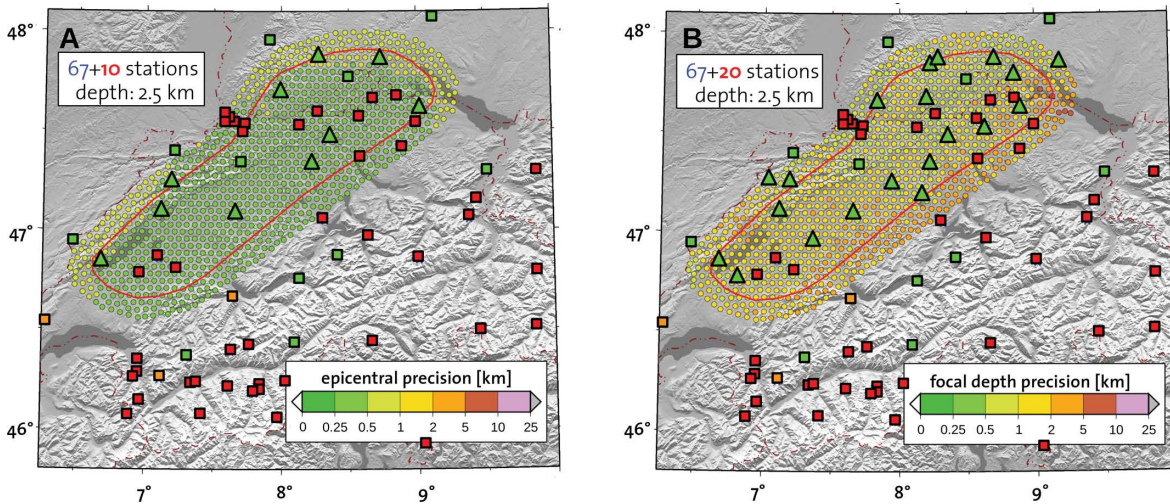 A
67+10 stations
depth: 2.5 km
48°
47°
46°
epicentral precision [km]
0 0.25 0.5 1 2 5 10 25
7° 8° 9°
B
67+20 stations
depth: 2.5 km
48°
47°
46°
focal depth precision [km]
0 0.25 0.5 1 2 5 10 25
7° 8° 9°